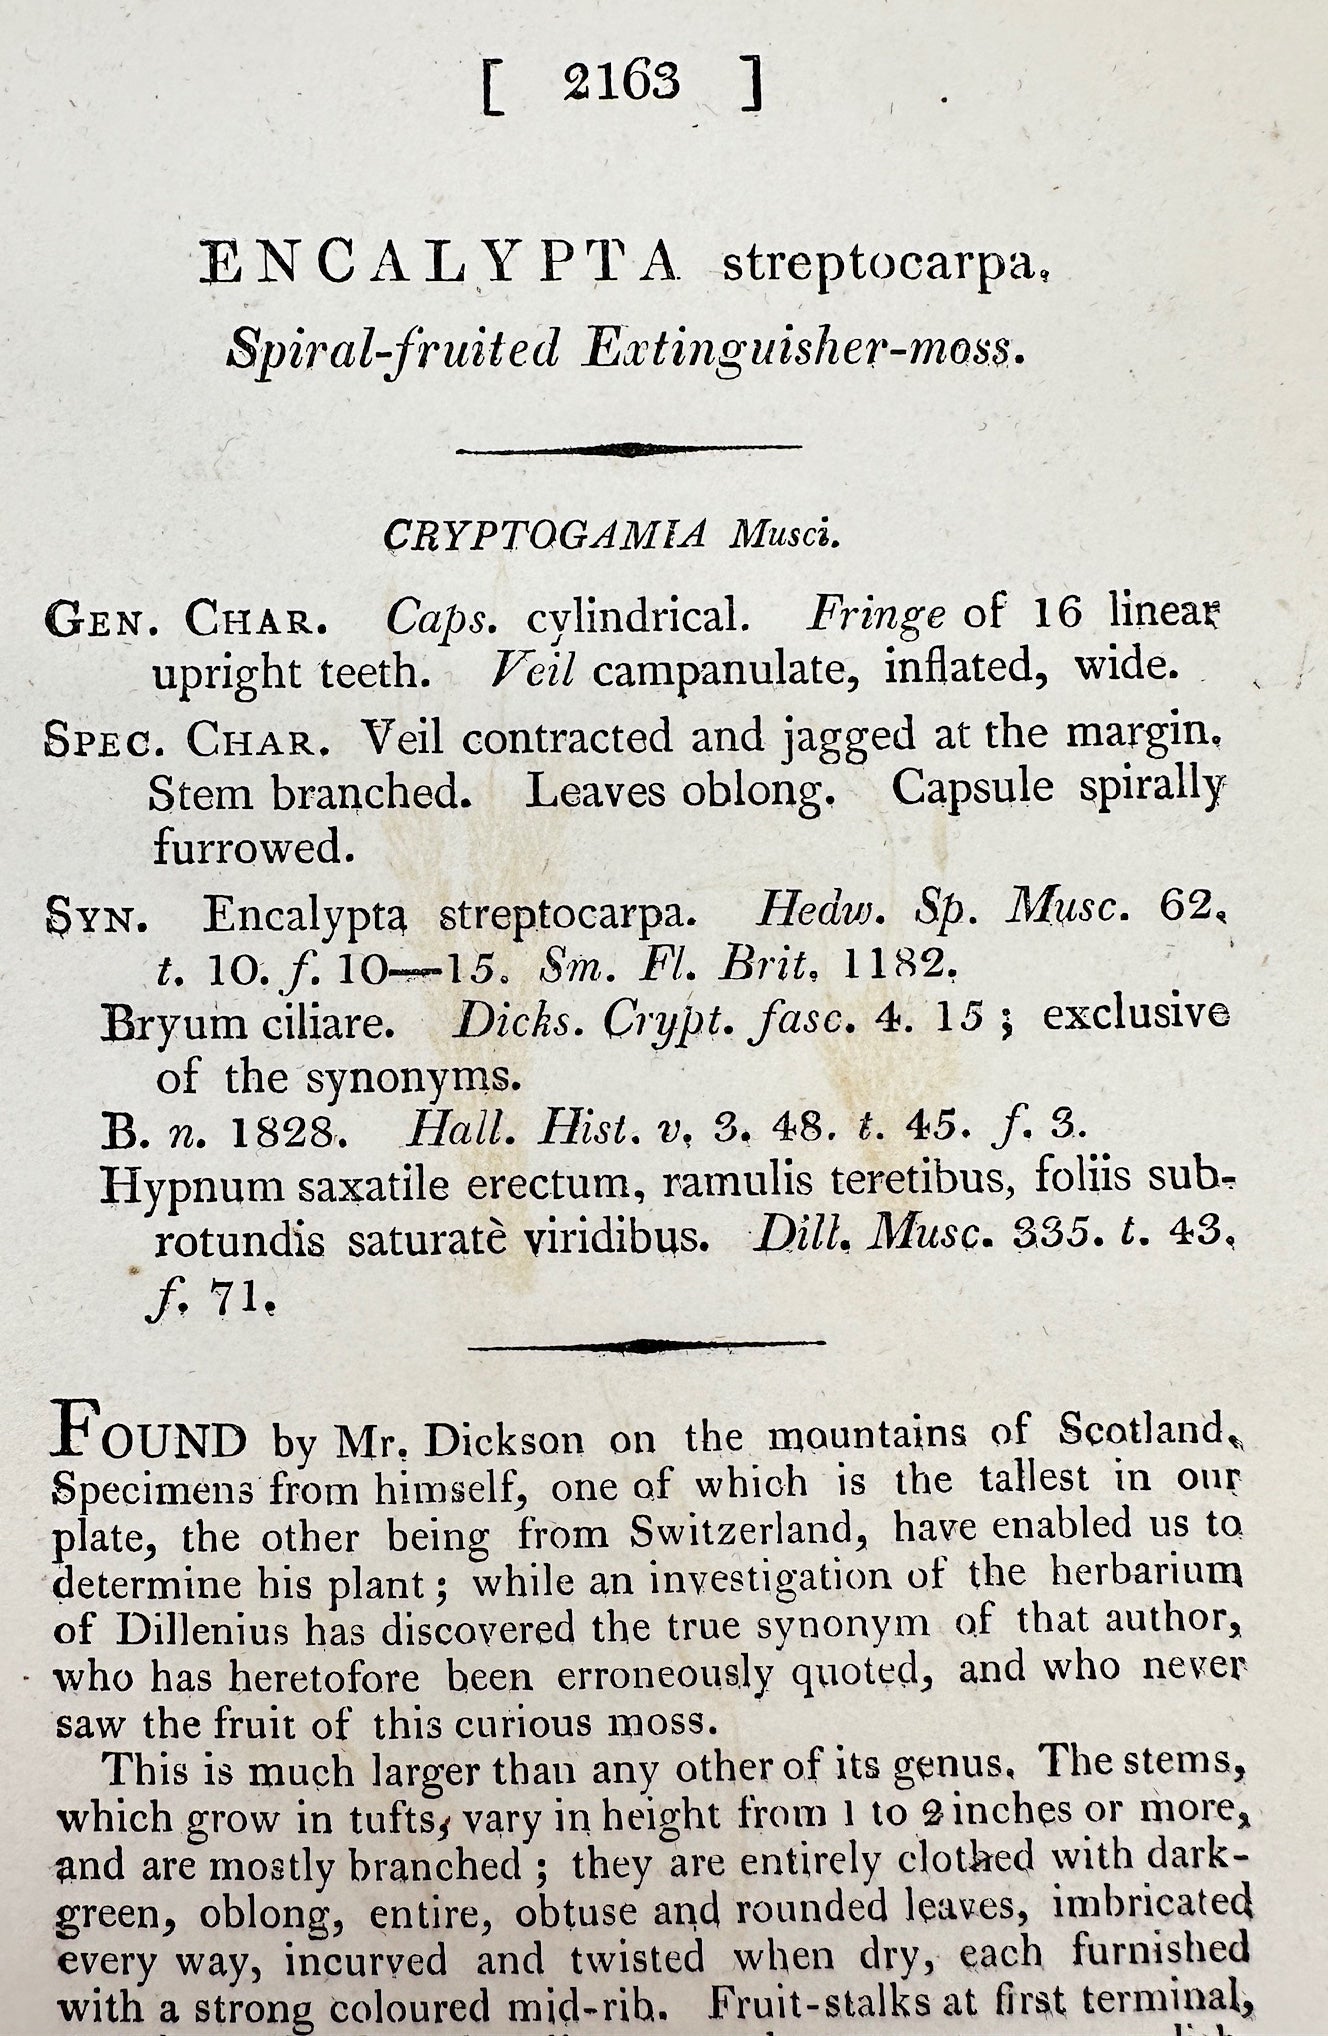 [ 2163 ]
ENCALYPTA streptocarpa.
Spiral-fruited Extinguisher-moss.
CRYPTOGAMIA Musci.
GEN. CHAR. Caps. cylindrical. Fringe of 16 linear
upright teeth. Veil campanulate, inflated, wide.
SPEC. CHAR. Veil contracted and jagged at the margin.
Stem branched. Leaves oblong. Capsule spirally
furrowed.
SYN. Encalypta streptocarpa. Hedw. Sp. Musc. 62,
t. 10. f. 10—15. Sm. Fl. Brit. 1182.
Bryum ciliare. Dicks. Crypt. fasc. 4. 15; exclusive
of the synonyms.
B. n. 1828. Hall. Hist. v. 3. 48. t. 45. f. 3.
Hypnum saxatile erectum, ramulis teretibus, foliis sub-
rotundis saturatè viridibus. Dill. Musc. 335. t. 43,
f. 71.
FOUND by Mr. Dickson on the mountains of Scotland.
Specimens from himself, one of which is the tallest in our
plate, the other being from Switzerland, have enabled us to
determine his plant; while an investigation of the herbarium
of Dillenius has discovered the true synonym of that author,
who has heretofore been erroneously quoted, and who never
saw the fruit of this curious moss.
This is much larger than any other of its genus. The stems,
which grow in tufts, vary in height from 1 to 2 inches or more,
and are mostly branched; they are entirely clothed with dark-
green, oblong, entire, obtuse and rounded leaves, imbricated
every way, incurved and twisted when dry, each furnished
with a strong coloured mid-rib. Fruit-stalks at first terminal,